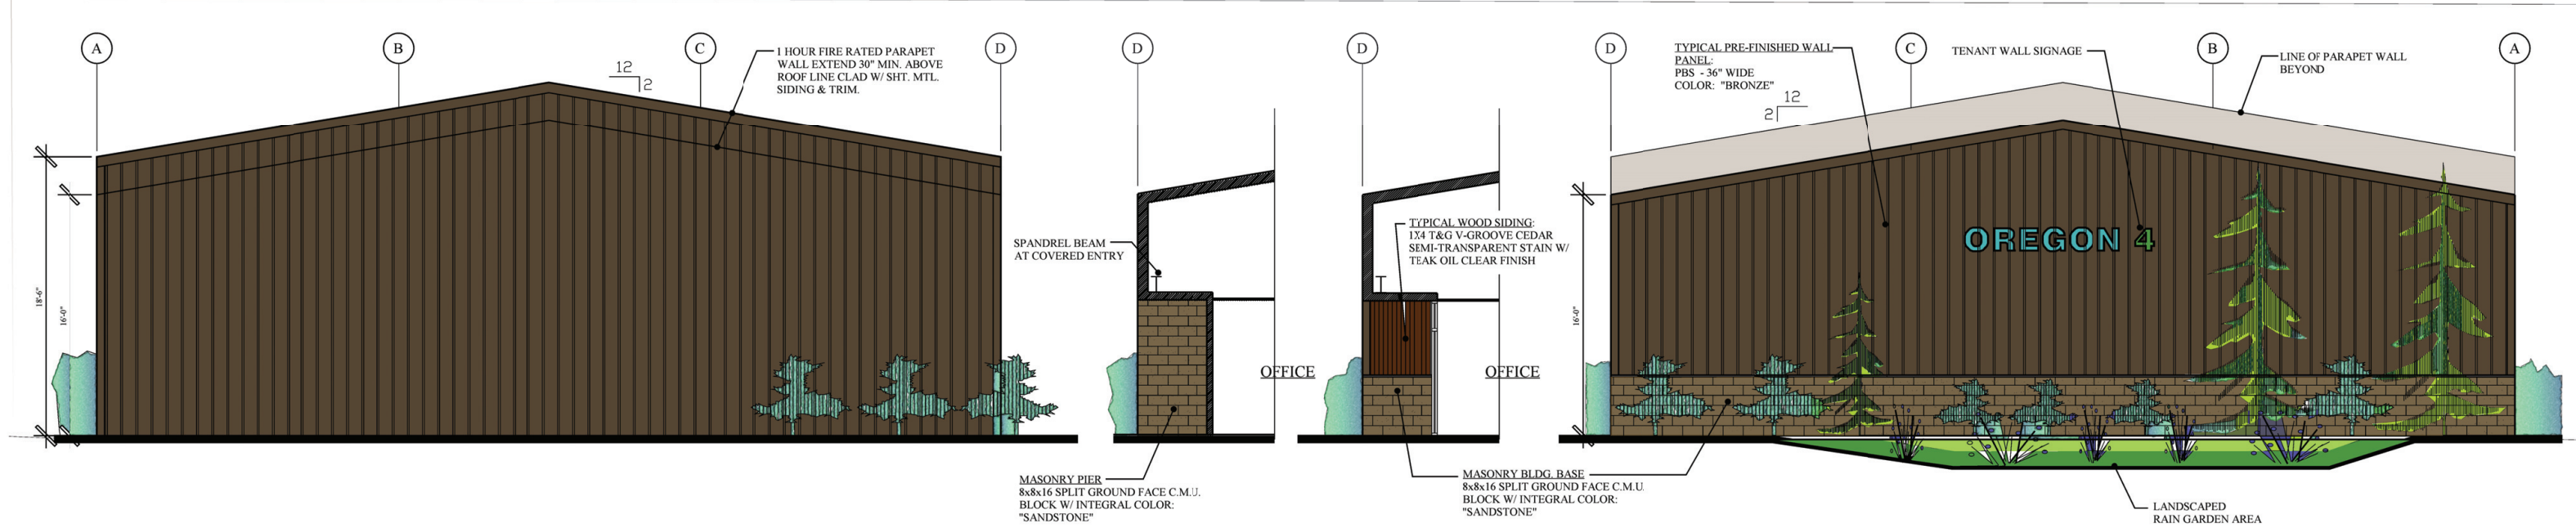 A
B
C
D
D
D
D
C
B
A
1 HOUR FIRE RATED PARAPET
WALL EXTEND 30" MIN. ABOVE
ROOF LINE CLAD W/ SHT. MTL.
SIDING & TRIM.
12
2
TYPICAL PRE-FINISHED WALL
PANEL:
PBS - 36" WIDE
COLOR: "BRONZE"
12
2
TENANT WALL SIGNAGE
LINE OF PARAPET WALL
BEYOND
18'-6"
16'-0"
SPANDREL BEAM
AT COVERED ENTRY
TYPICAL WOOD SIDING:
1X4 T&G V-GROOVE CEDAR
SEMI-TRANSPARENT STAIN W/
TEAK OIL CLEAR FINISH
OREGON 4
16'-0"
OFFICE
OFFICE
MASONRY PIER
8x8x16 SPLIT GROUND FACE C.M.U.
BLOCK W/ INTEGRAL COLOR:
"SANDSTONE"
MASONRY BLDG. BASE
8x8x16 SPLIT GROUND FACE C.M.U.
BLOCK W/ INTEGRAL COLOR:
"SANDSTONE"
LANDSCAPED
RAIN GARDEN AREA